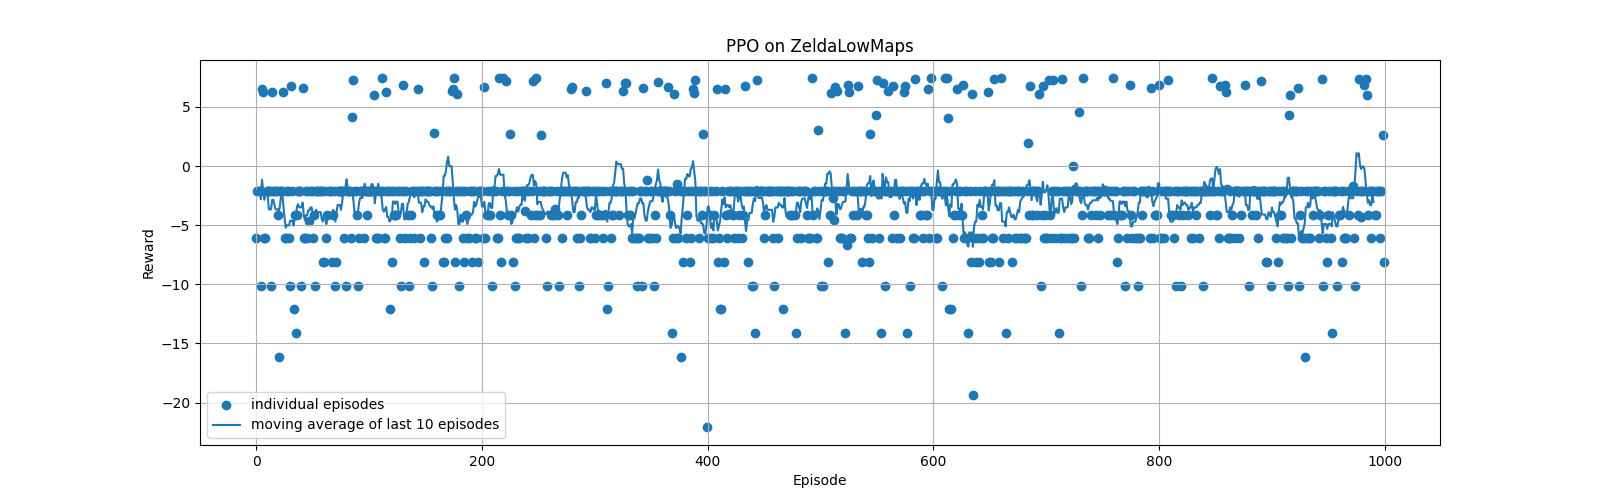 PPO on ZeldaLowMaps
Reward
5
0
−5
−10
−15
−20
individual episodes
moving average of last 10 episodes
0 200 400 600 800 1000
Episode